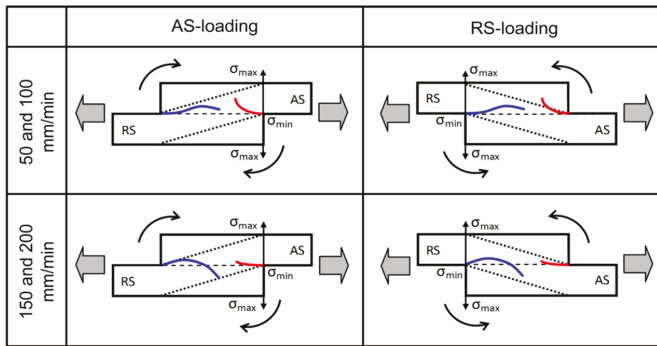 AS-loading
RS-loading
50 and 100
mm/min
σmax
AS
RS
σmin
σmax
σmax
RS
σmin
AS
σmax
150 and 200
mm/min
σmax
AS
RS
σmin
σmax
σmax
RS
σmin
AS
σmax